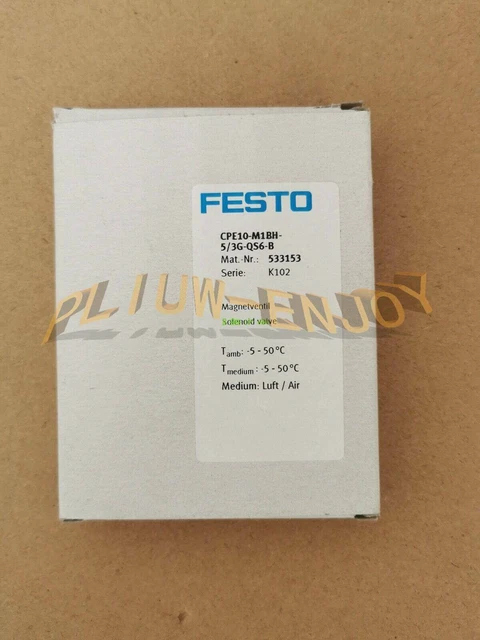 FESTO
CPE10-M1BH-
5/3G-QS6-B
Mat.-Nr.: 533153
Serie: K102
PLIUW-ENJOY
Magnetventil
Solenoid valve
Tamb: -5 - 50°C
Tmedium: -5 - 50°C
Medium: Luft / Air